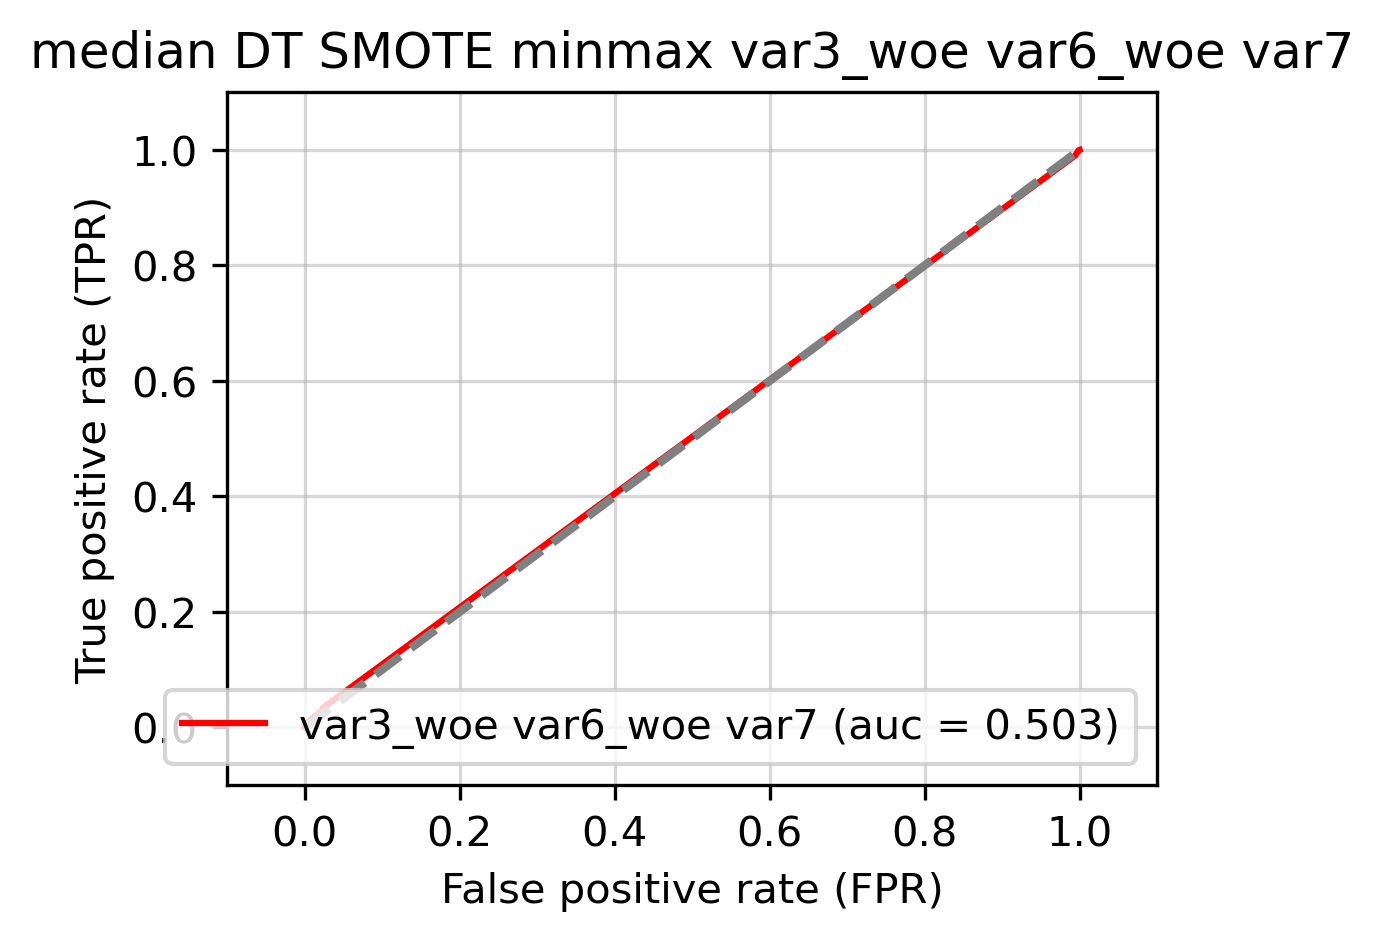 median DT SMOTE minmax var3_woe var6_woe var7
True positive rate (TPR)
1.0
0.8
0.6
0.4
0.2
0.0
var3_woe var6_woe var7 (auc = 0.503)
0.0 0.2 0.4 0.6 0.8 1.0
False positive rate (FPR)